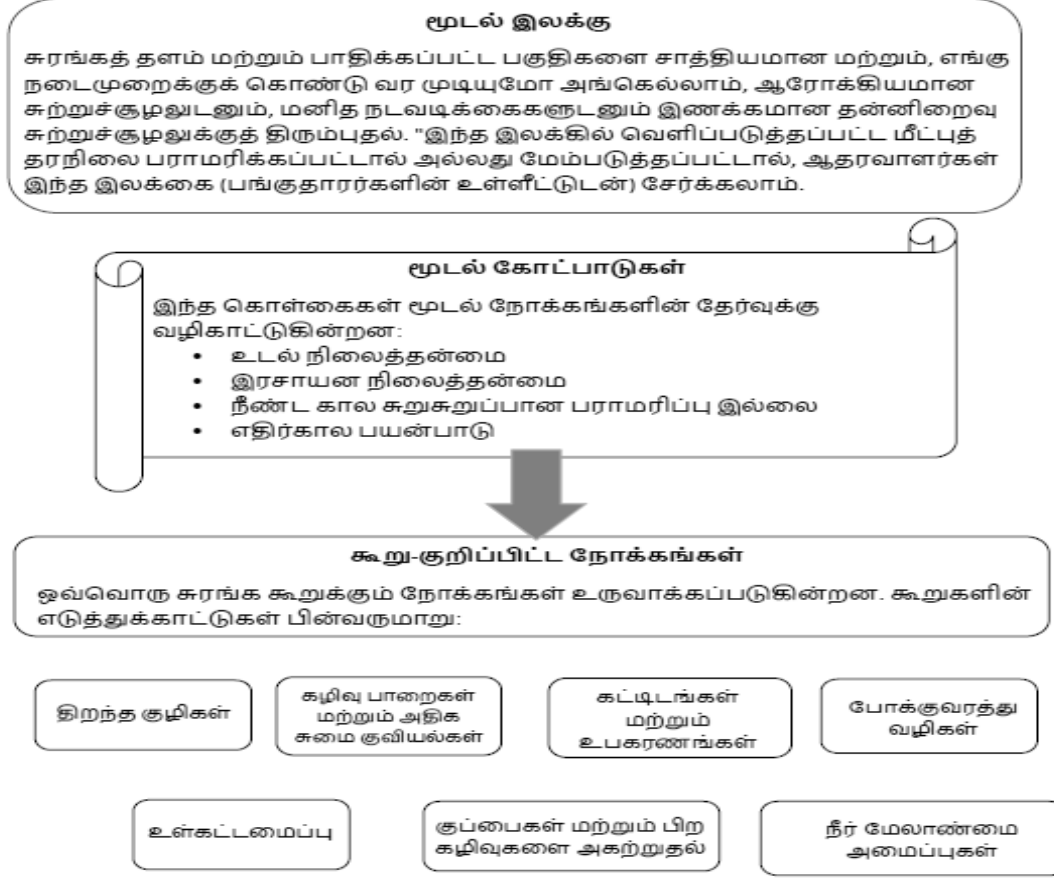 மூடல் இலக்கு
சுரங்கத் தளம் மற்றும் பாதிக்கப்பட்ட பகுதிகளை சாத்தியமான மற்றும், எங்கு
நடைமுறைக்குக் கொண்டு வர முடியுமோ அங்கெல்லாம், ஆரோக்கியமான
சுற்றுச்சூழலுடனும், மனித நடவடிக்கைகளுடனும் இணக்கமான தன்னிறைவு
சுற்றுச்சூழலுக்குத் திரும்புதல். "இந்த இலக்கில் வெளிப்படுத்தப்பட்ட மீட்புத்
தரநிலை பராமரிக்கப்பட்டால் அல்லது மேம்படுத்தப்பட்டால், ஆதரவாளர்கள்
இந்த இலக்கை (பங்குதாரர்களின் உள்ளீட்டுடன்) சேர்க்கலாம்.
மூடல் கோட்பாடுகள்
இந்த கொள்கைகள் மூடல் நோக்கங்களின் தேர்வுக்கு
வழிகாட்டுகின்றன:
• உடல் நிலைத்தன்மை
• இரசாயன நிலைத்தன்மை
• நீண்ட கால சுறுசுறுப்பான பராமரிப்பு இல்லை
• எதிர்கால பயன்பாடு
கூறு-குறிப்பிட்ட நோக்கங்கள்
ஒவ்வொரு சுரங்க கூறுக்கும் நோக்கங்கள் உருவாக்கப்படுகின்றன. கூறுகளின்
எடுத்துக்காட்டுகள் பின்வருமாறு:
திறந்த குழிகள்
கழிவு பாறைகள்
மற்றும் அதிக
சுமை குவியல்கள்
கட்டிடங்கள்
மற்றும்
உபகரணங்கள்
போக்குவரத்து
வழிகள்
உள்கட்டமைப்பு
குப்பைகள் மற்றும் பிற
கழிவுகளை அகற்றுதல்
நீர் மேலாண்மை
அமைப்புகள்